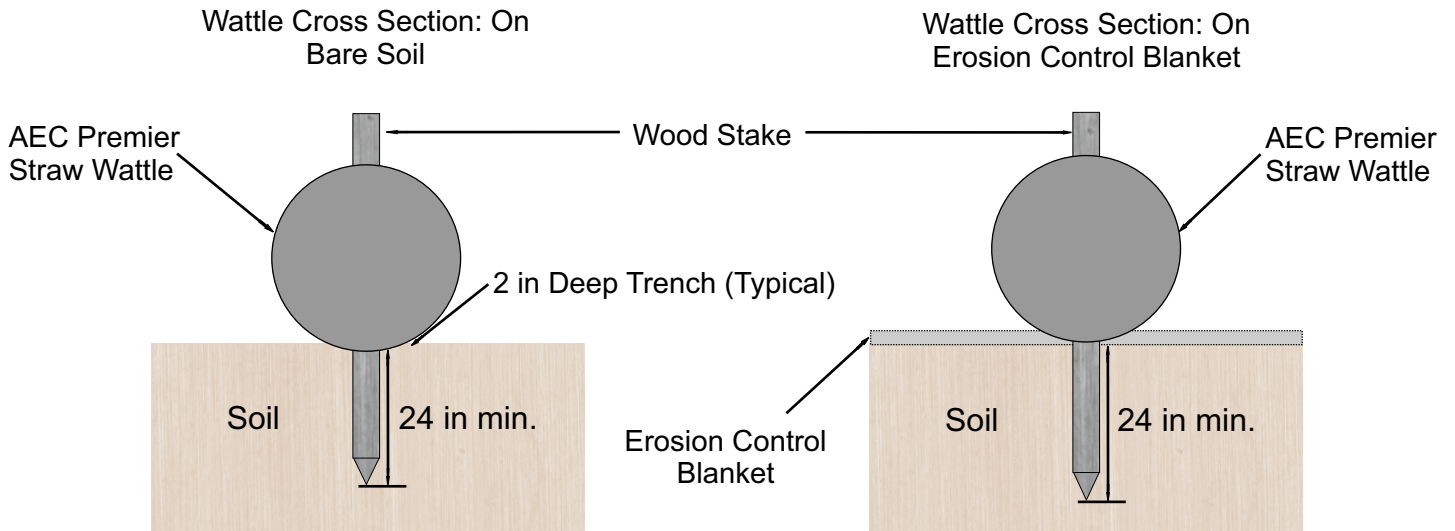 Wattle Cross Section: On
Bare Soil
Wattle Cross Section: On
Erosion Control Blanket
AEC Premier
Straw Wattle
Wood Stake
AEC Premier
Straw Wattle
2 in Deep Trench (Typical)
Soil
24 in min.
Erosion Control
Blanket
Soil
24 in min.